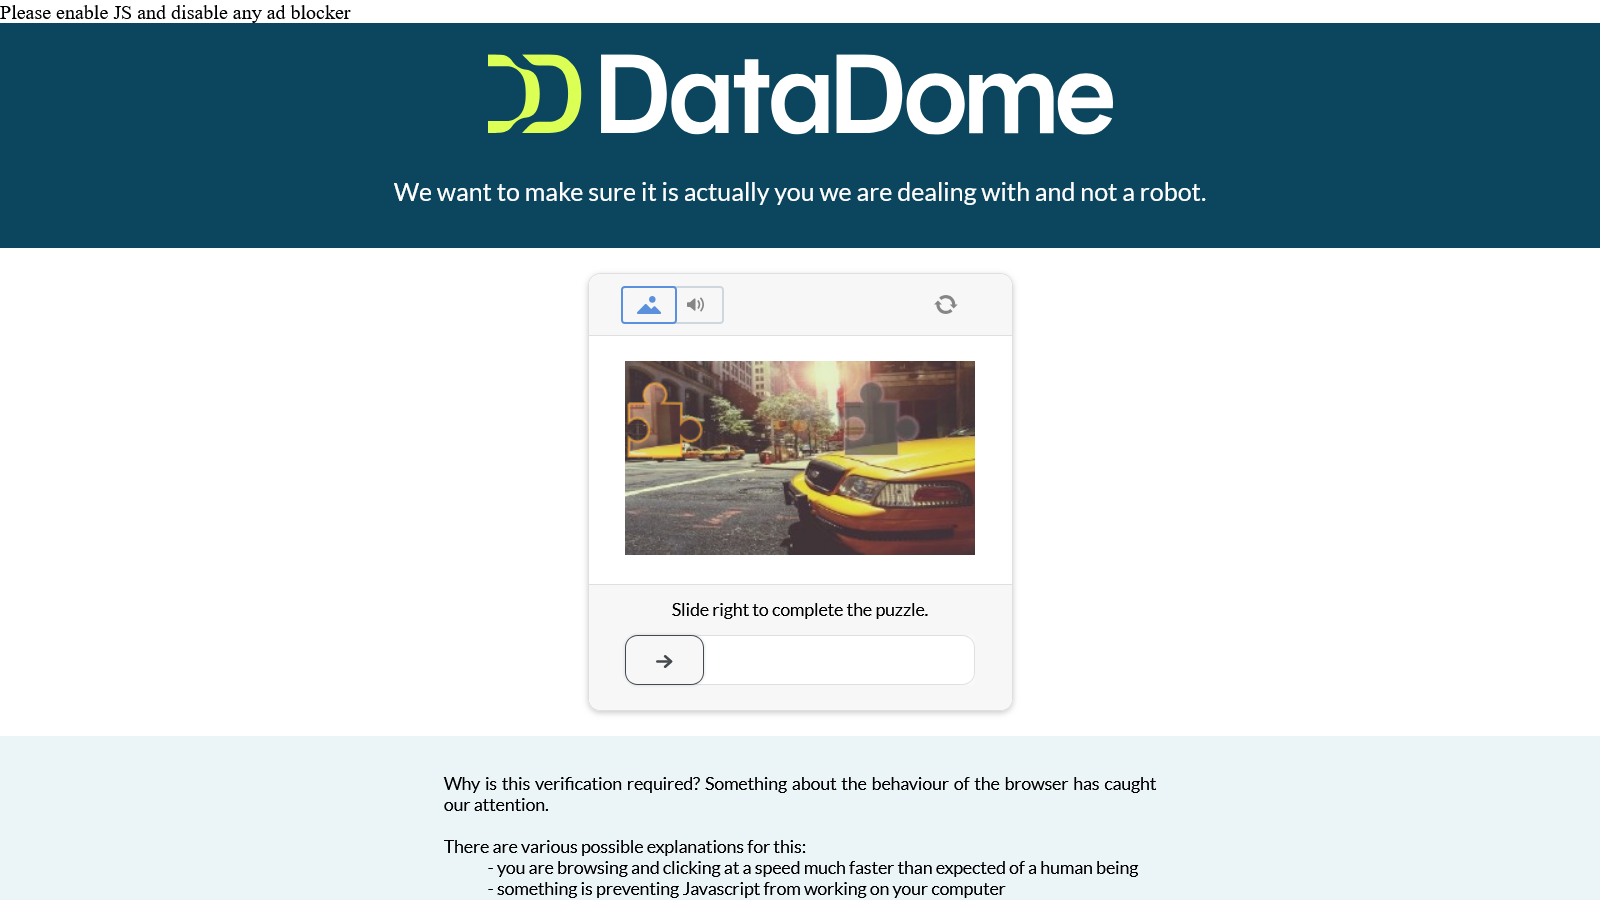 Please enable JS and disable any ad blocker
DataDome
We want to make sure it is actually you we are dealing with and not a robot.
Slide right to complete the puzzle.
Why is this verification required? Something about the behaviour of the browser has caught
our attention.
There are various possible explanations for this:
- you are browsing and clicking at a speed much faster than expected of a human being
- something is preventing Javascript from working on your computer